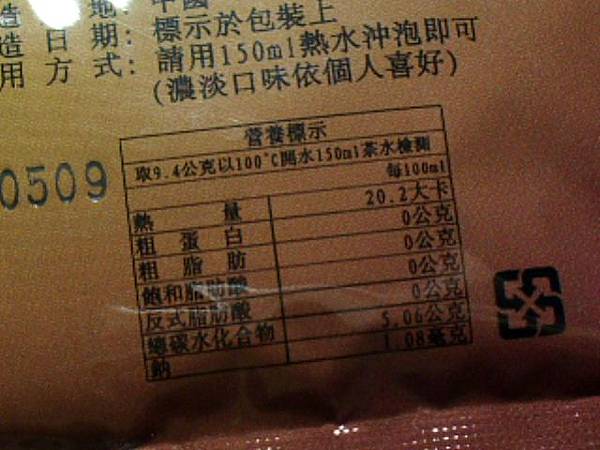 造 地: 中國
造 日 期: 標示於包裝上
用 方 式: 請用150ml熱水沖泡即可
(濃淡口味依個人喜好)
0509
營養標示
取9.4公克以100℃開水150ml茶水檢測
每100ml
熱量 20.2大卡
粗蛋白 0公克
粗脂肪 0公克
飽和脂肪酸 0公克
反式脂肪酸 0公克
總碳水化合物 5.06公克
鈉 1.08毫克